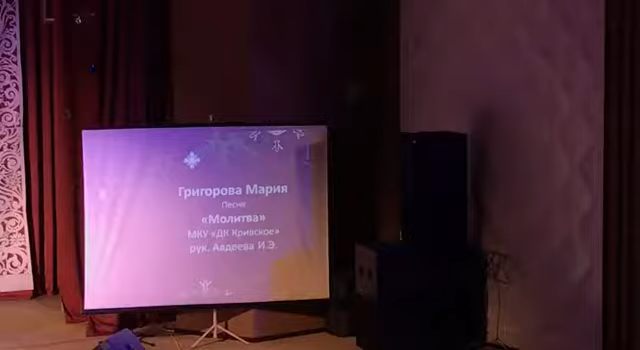 Григорова Мария
Песня
«Молитва»
МКУ «ДК Кривское»
рук. Авдеева И.Э.